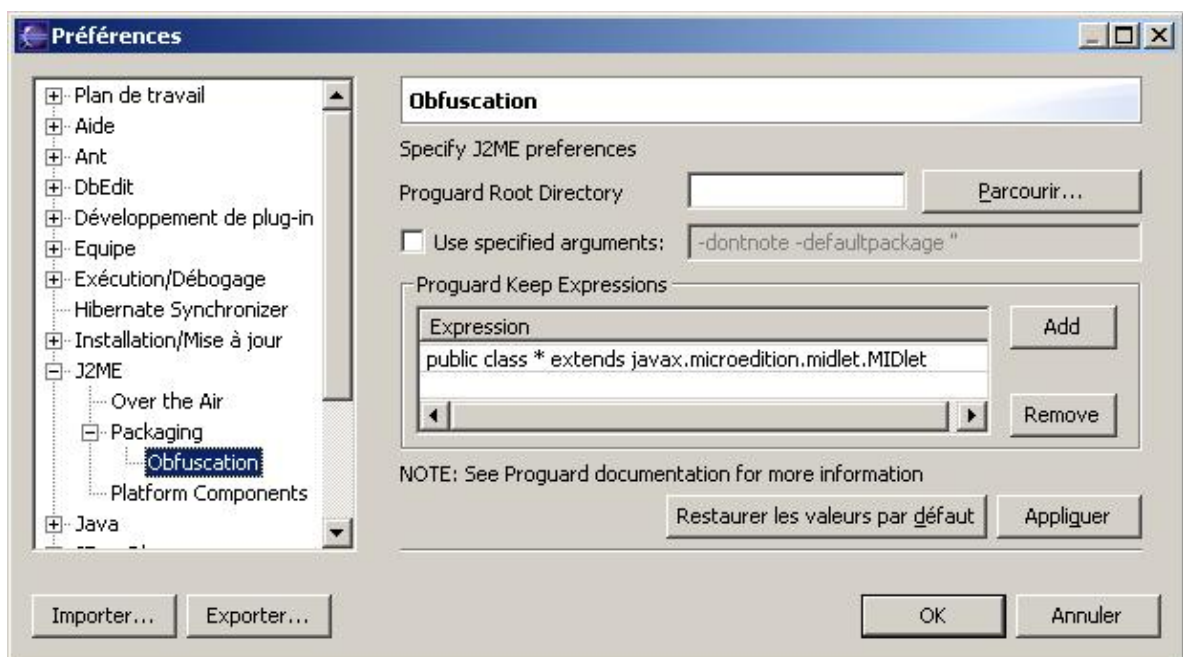 Préférences
Plan de travail
Aide
Ant
DbEdit
Développement de plug-in
Equipe
Exécution/Débogage
Hibernate Synchronizer
Installation/Mise à jour
J2ME
Over the Air
Packaging
Obfuscation
Platform Components
Java
Obfuscation
Specify J2ME preferences
Proguard Root Directory
Parcourir...
Use specified arguments:
-dontnote -defaultpackage ''
Proguard Keep Expressions
Expression
public class * extends javax.microedition.midlet.MIDlet
Add
Remove
NOTE: See Proguard documentation for more information
Restaurer les valeurs par défaut
Appliquer
Importer...
Exporter...
OK
Annuler